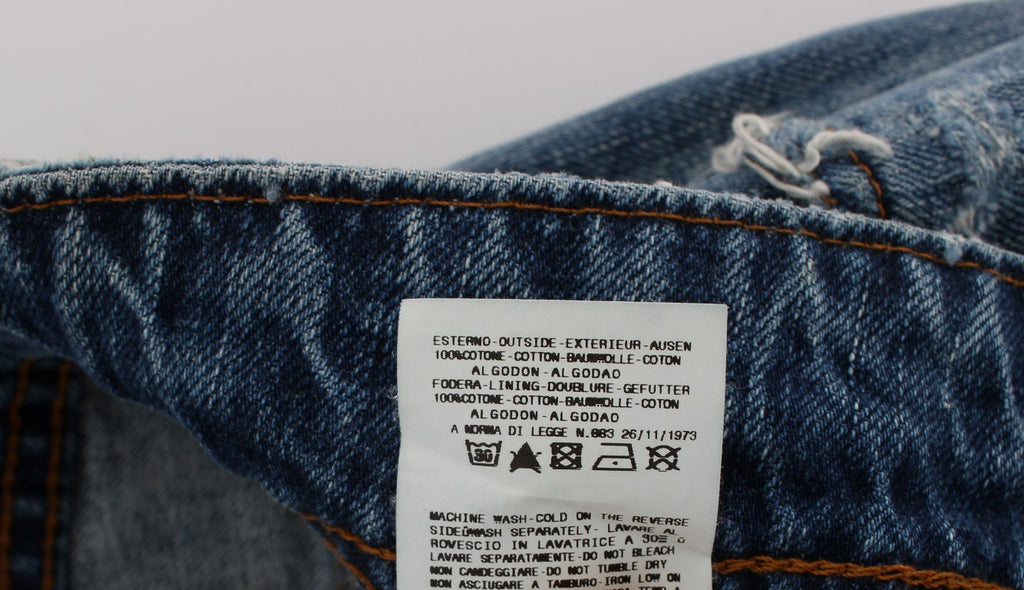 ESTERNO-OUTSIDE-EXTERIEUR-AUSEN
100%COTONE-COTTON-BAUMWOLLE-COTON
ALGODON-ALGODAO
FODERA-LINING-DOUBLURE-GEFUTTER
100%COTONE-COTTON-BAUMWOLLE-COTON
ALGODON-ALGODAO
A NORMA DI LEGGE N.883 26/11/1973
30
MACHINE WASH-COLD ON THE REVERSE
SIDE WASH SEPARATELY- LAVARE AL
ROVESCIO IN LAVATRICE A 30
LAVARE SEPARATAMENTE-DO NOT BLEACH
NON CANDEGGIARE-DO NOT TUMBLE DRY
NON ASCIUGARE A TAMBURO-IRON LOW ON